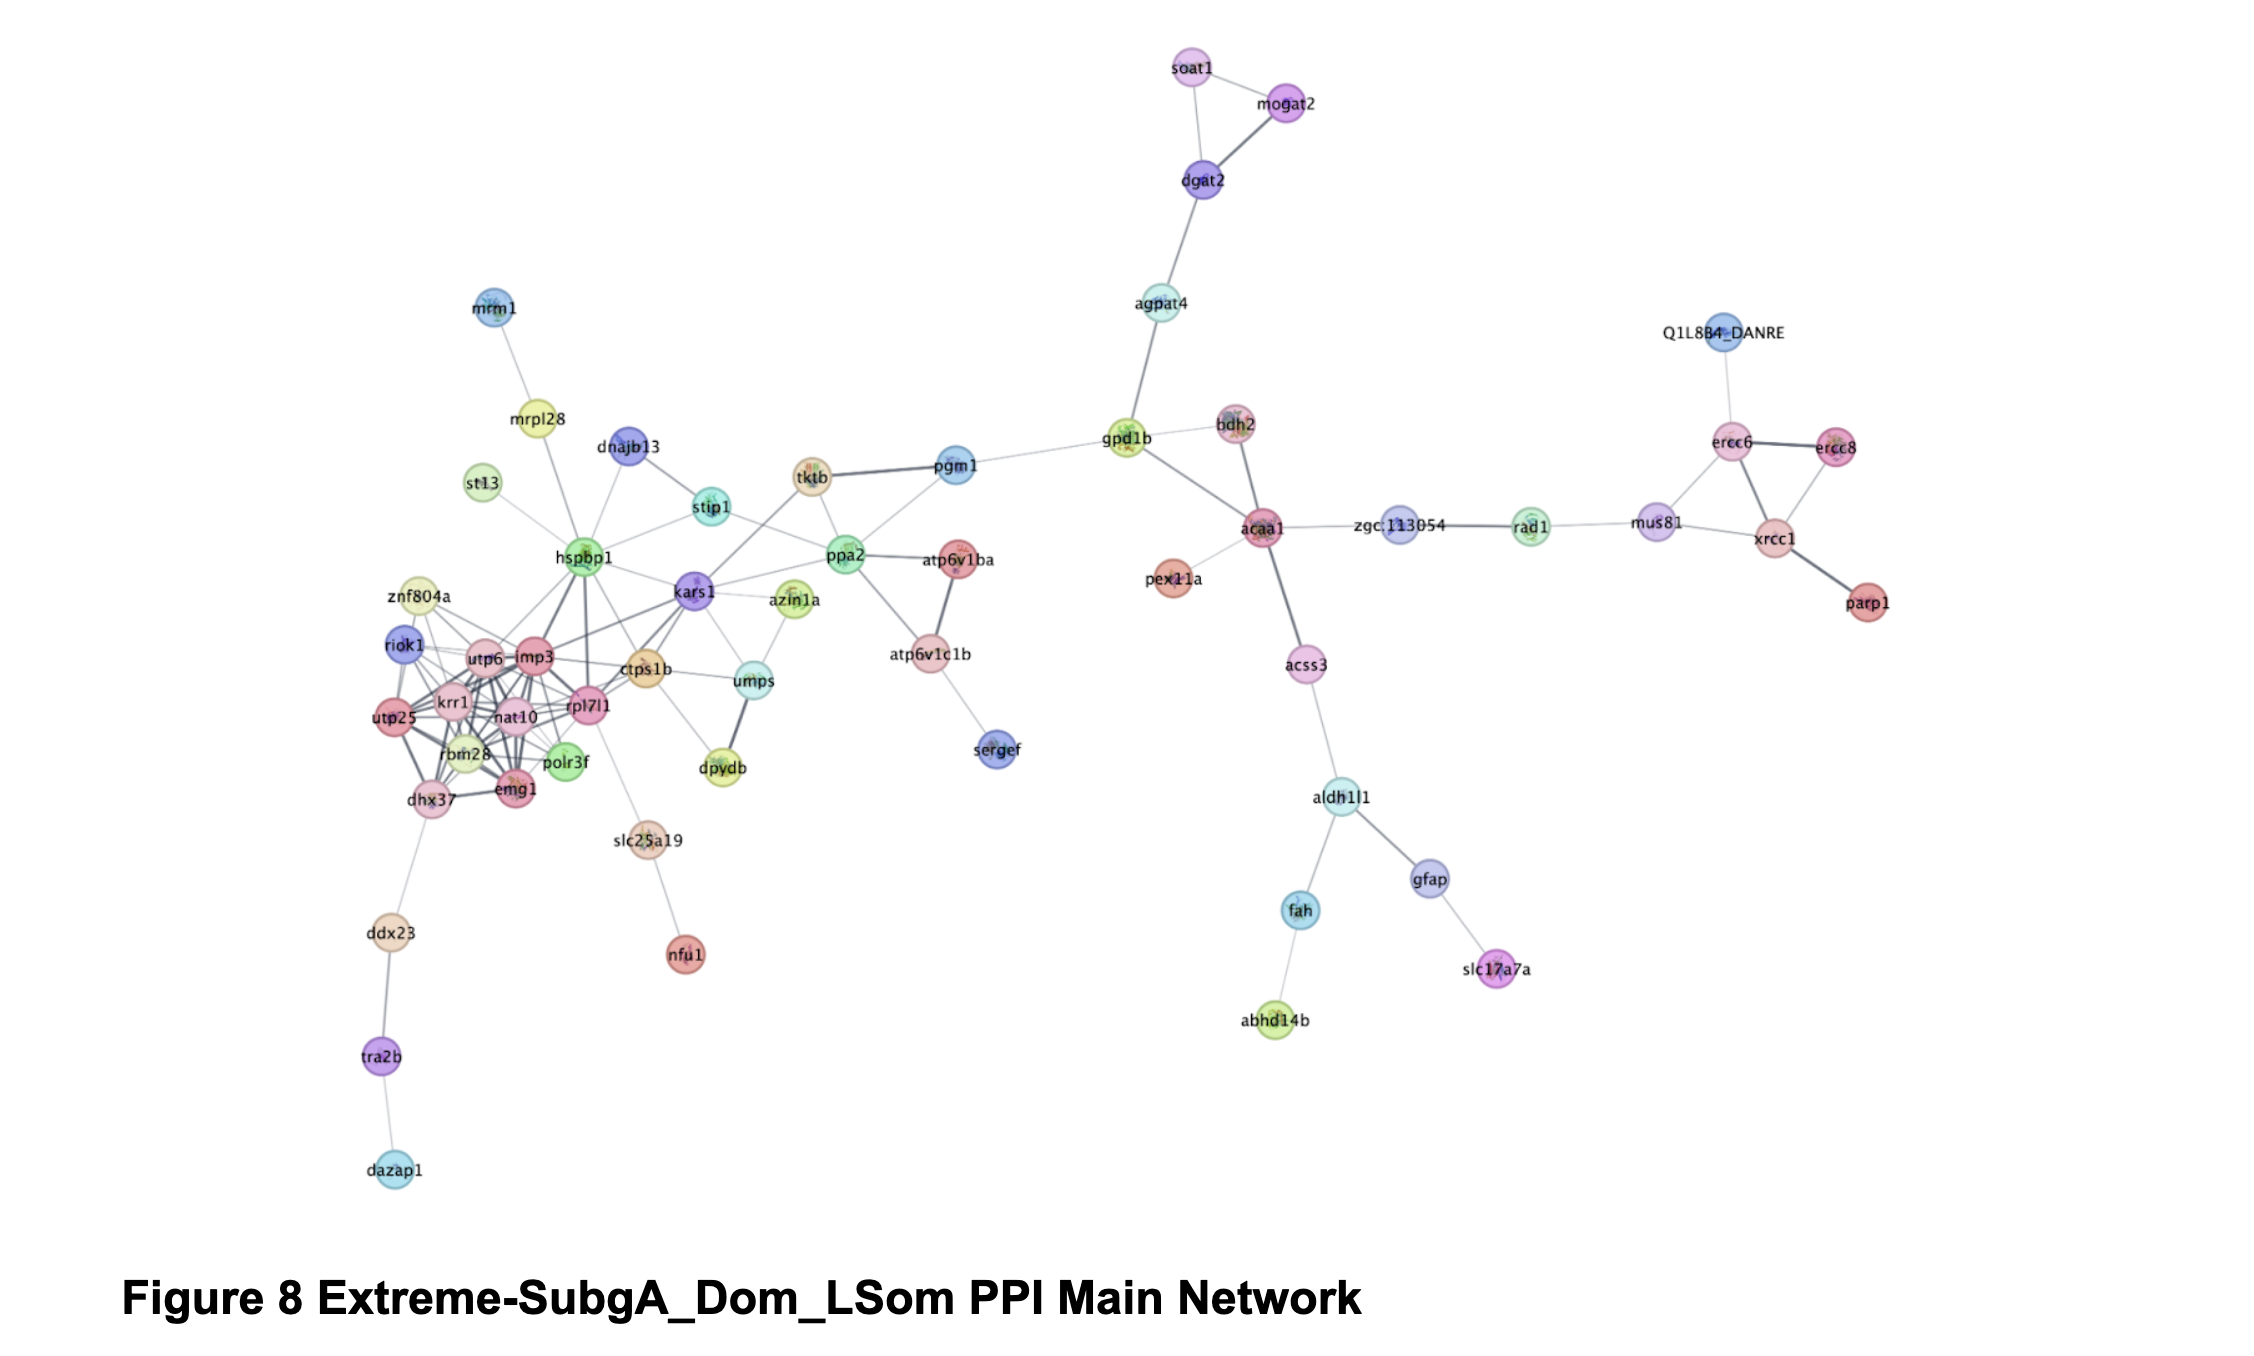 soat1
mogat2
dgat2
agpat4
mrm1
Q1L8B4_DANRE
mrpl28
bdh2
gpd1b
ercc6
ercc8
dnajb13
pgm1
tktb
st13
stip1
mus81
zgc:113054
rad1
acaa1
xrcc1
hspbp1
ppa2
atp6v1ba
pex11a
kars1
znf804a
azin1a
parp1
riok1
utp6
imp3
atp6v1c1b
acss3
ctps1b
umps
krr1
rpl7l1
utp25
nat10
sergef
rbm28
polr3f
dpydb
emg1
dhx37
aldh1l1
slc25a19
gfap
fah
ddx23
nfu1
slc17a7a
abhd14b
tra2b
dazap1
Figure 8 Extreme-SubgA_Dom_LSom PPI Main Network